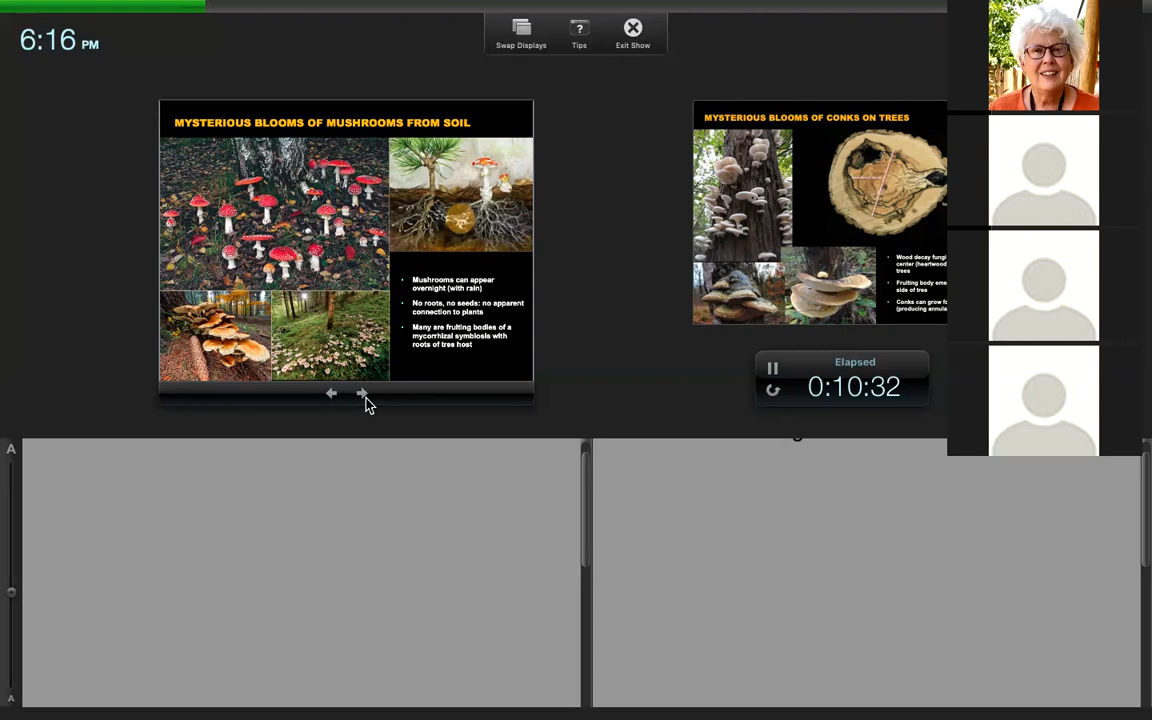 6:16 PM
Swap Displays
Tips
Exit Show
MYSTERIOUS BLOOMS OF MUSHROOMS FROM SOIL
• Mushrooms can appear
overnight (with rain)
• No roots, no seeds: no apparent
connection to plants
• Many are fruiting bodies of a
mycorrhizal symbiosis with
roots of tree host
MYSTERIOUS BLOOMS OF CONKS ON TREES
• Wood decay fungi
center (heartwood
trees
• Fruiting body eme
side of tree
• Conks can grow fo
(producing annula
Elapsed
0:10:32
A
A